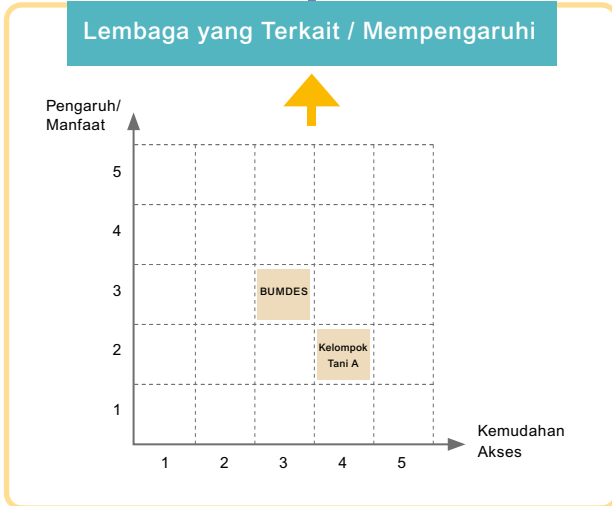 Lembaga yang Terkait / Mempengaruhi
Pengaruh/
Manfaat
5
4
3
2
1
BUMDES
Kelompok
Tani A
1 2 3 4 5
Kemudahan
Akses